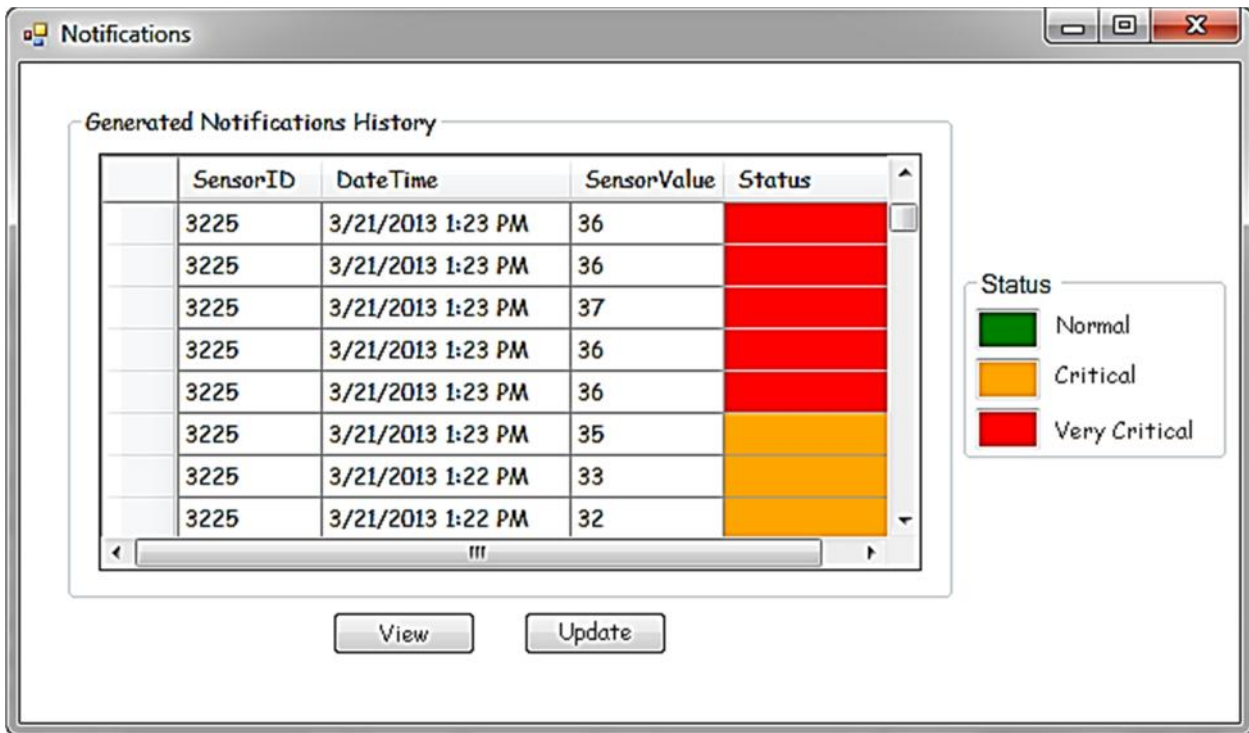 Notifications
Generated Notifications History
SensorID DateTime SensorValue Status
3225 3/21/2013 1:23 PM 36
3225 3/21/2013 1:23 PM 36
3225 3/21/2013 1:23 PM 37
3225 3/21/2013 1:23 PM 36
3225 3/21/2013 1:23 PM 36
3225 3/21/2013 1:23 PM 35
3225 3/21/2013 1:22 PM 33
3225 3/21/2013 1:22 PM 32
Status
Normal
Critical
Very Critical
View Update